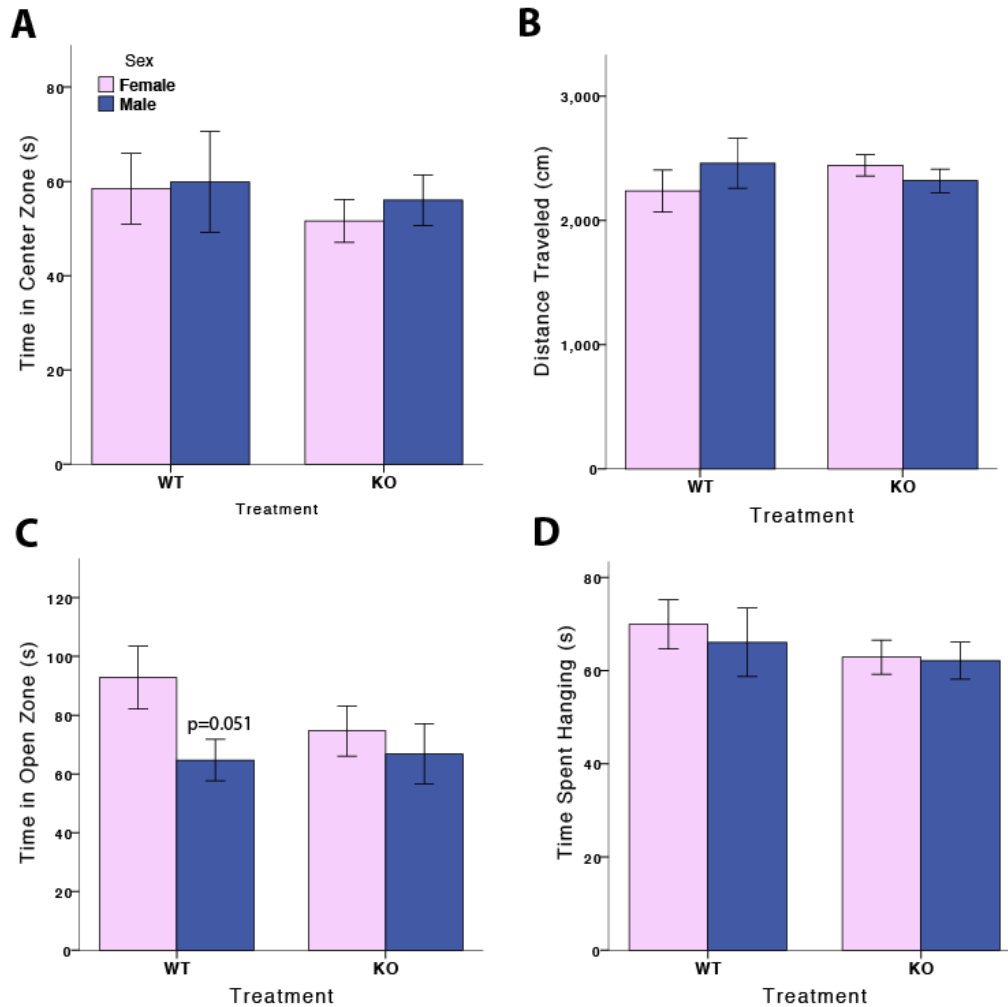 A
Sex
Female
Male
Time in Center Zone (s)
80
60
40
20
0
WT KO
Treatment
B
Distance Traveled (cm)
3,000
2,000
1,000
0
WT KO
Treatment
C
Time in Open Zone (s)
120
100
80
60
40
20
0
p=0.051
WT KO
Treatment
D
Time Spent Hanging (s)
80
60
40
20
0
WT KO
Treatment